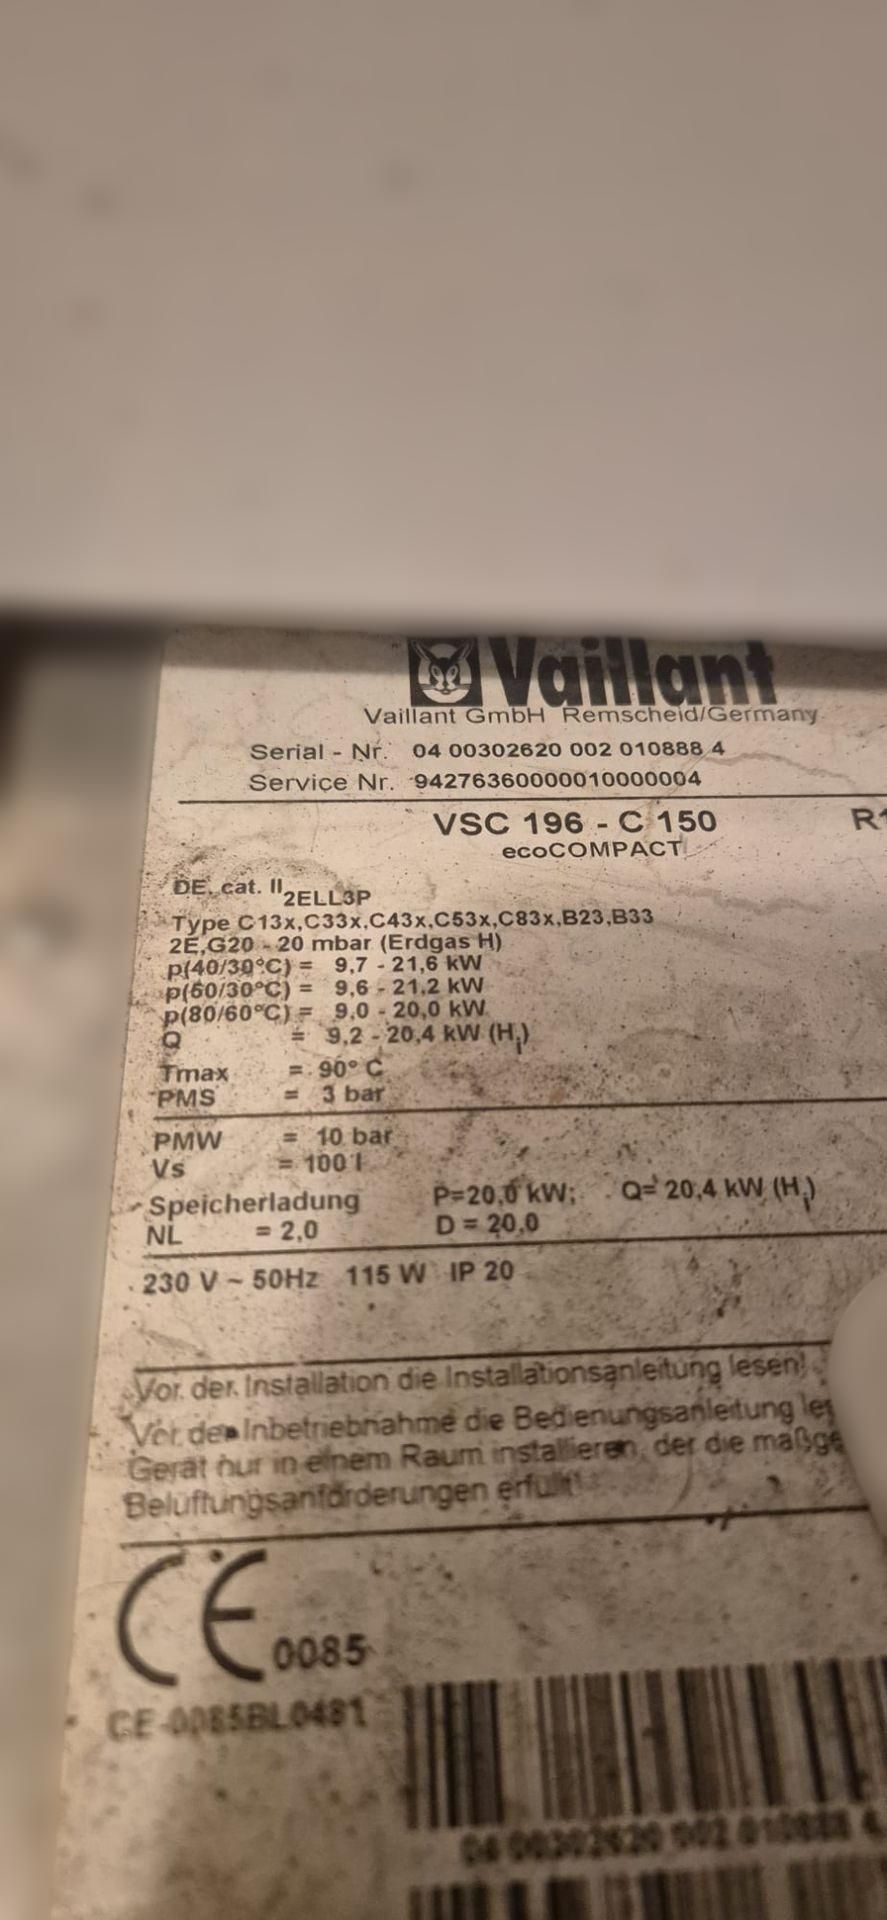 Vaillant
Vaillant GmbH Remscheid/Germany
Serial - Nr. 04 00302620 002 010888 4
Service Nr. 94276360000010000004
VSC 196 - C 150 R1
ecoCOMPACT
DE. cat. II2ELL3P
Type C13x,C33x,C43x,C53x,C83x,B23,B33
2E,G20 - 20 mbar (Erdgas H)
p(40/30°C) = 9,7 - 21,6 kW
p(60/30°C) = 9,6 - 21,2 kW
p(80/60°C) = 9,0 - 20,0 kW
Q = 9,2 - 20,4 kW (Hi)
Tmax = 90° C
PMS = 3 bar
PMW = 10 bar
Vs = 100 l
Speicherladung P=20,0 kW; Q= 20,4 kW (Hi)
NL = 2,0 D = 20,0
230 V ~ 50Hz 115 W IP 20
Vor der Installation die Installationsanleitung lesen!
Vor der Inbetriebnahme die Bedienungsanleitung
Gerät nur in einem Raum installieren, der die
Belüftungsanforderungen erfüllt!
CE 0085
CE-0085BL0481
04 00302620 002 010888 4